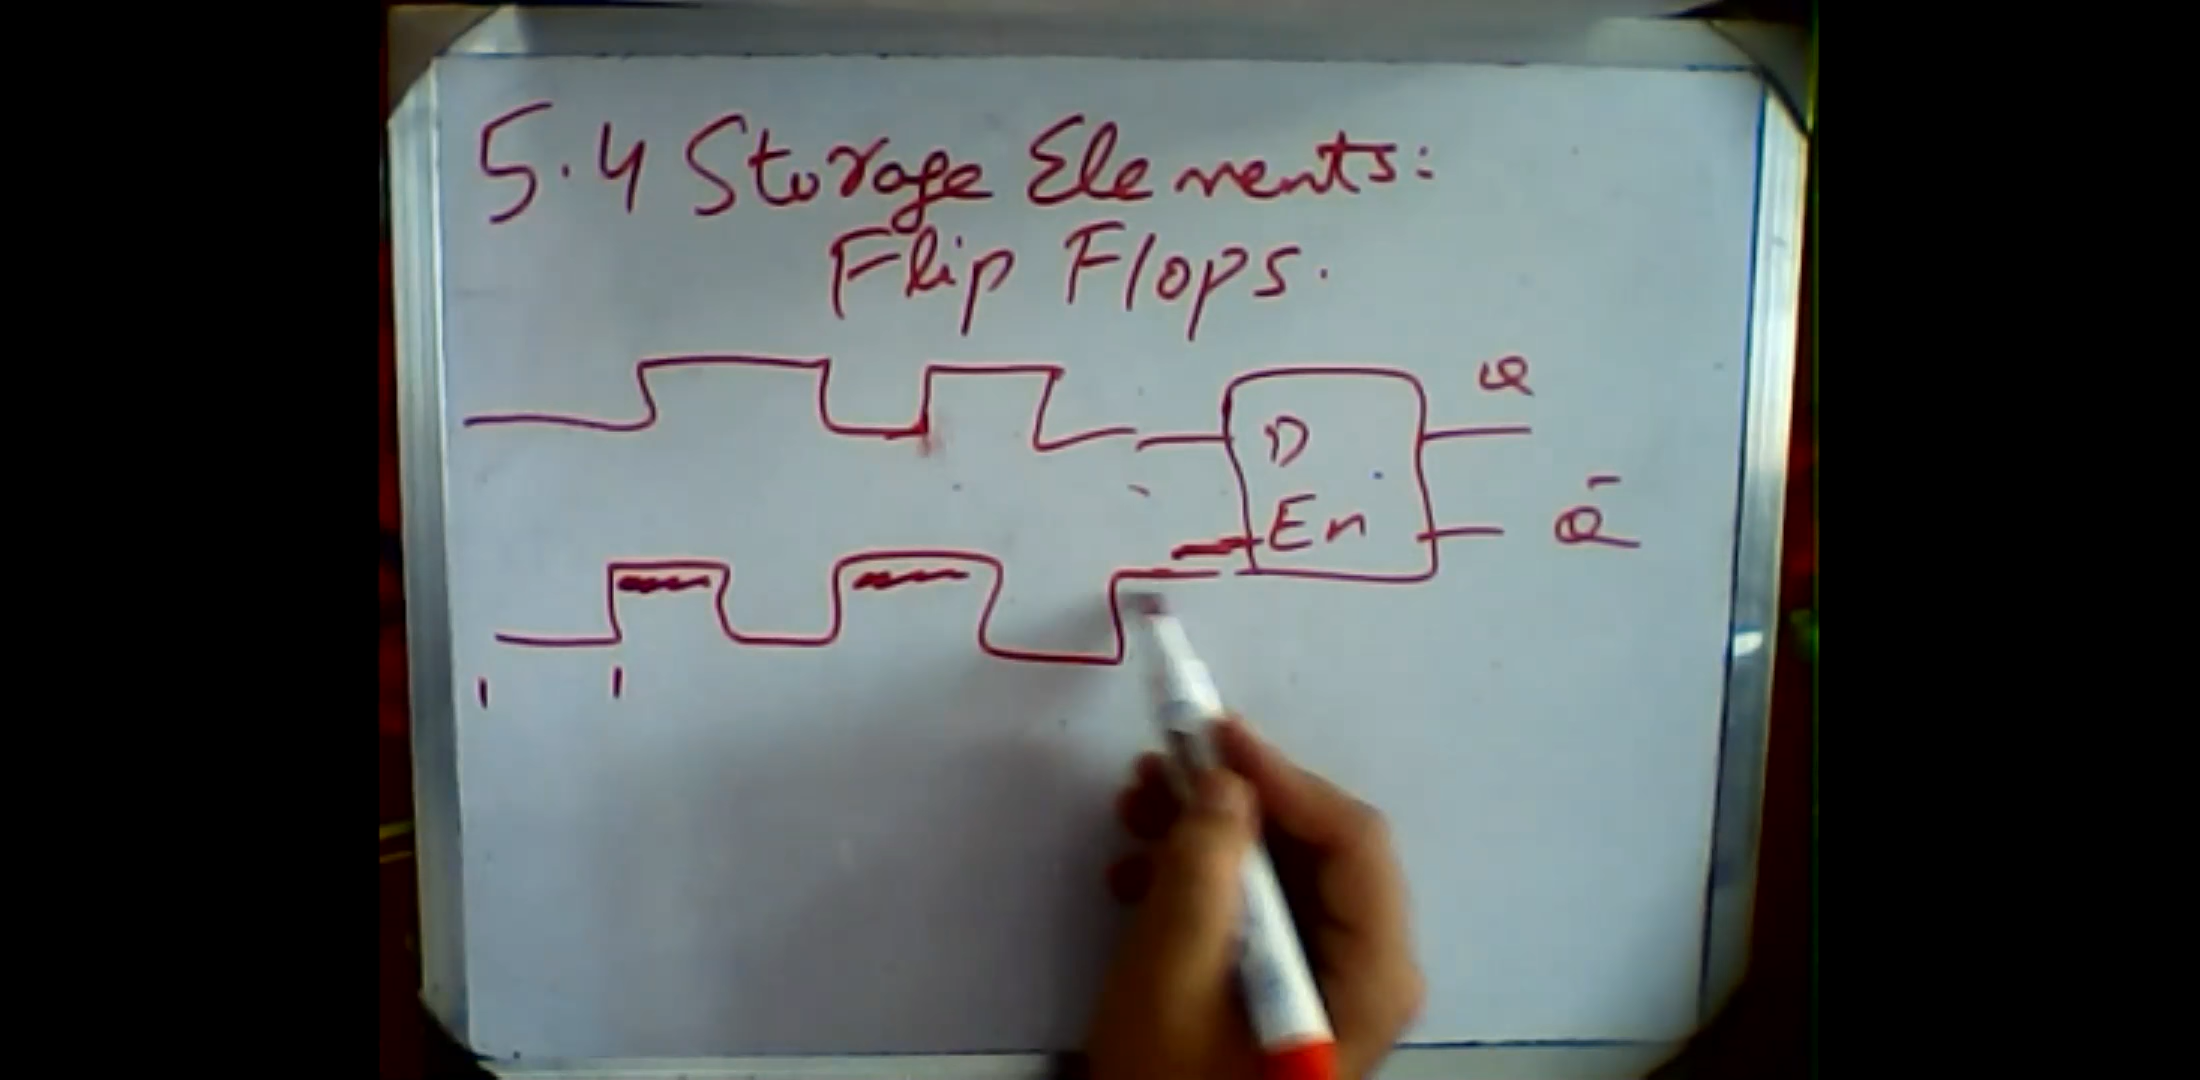 5.4 Storage Elements:
Flip Flops.
Q
D
En
Q̄